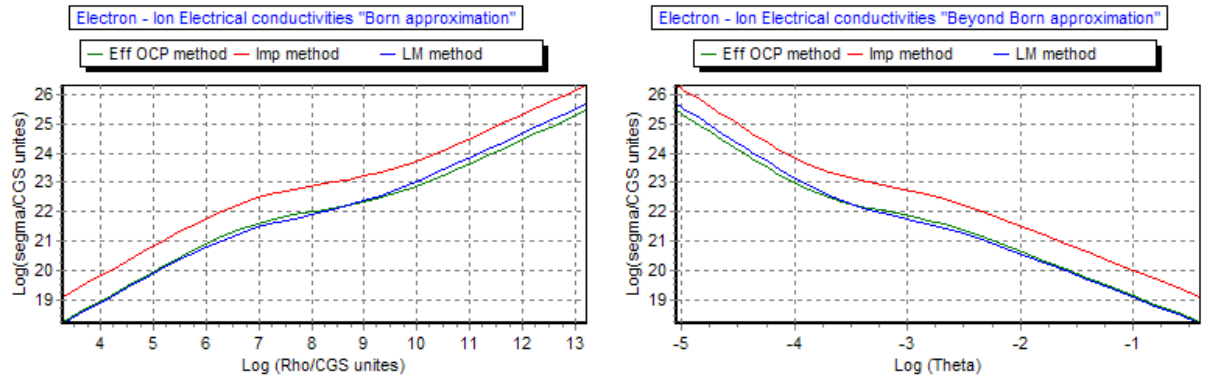 Electron - Ion Electrical conductivities "Born approximation"
Eff OCP method Imp method LM method
Log(segma/CGS unites)
26
25
24
23
22
21
20
19
4 5 6 7 8 9 10 11 12 13
Log (Rho/CGS unites)
Electron - Ion Electrical conductivities "Beyond Born approximation"
Eff OCP method Imp method LM method
Log(segma/CGS unites)
26
25
24
23
22
21
20
19
-5 -4 -3 -2 -1
Log (Theta)